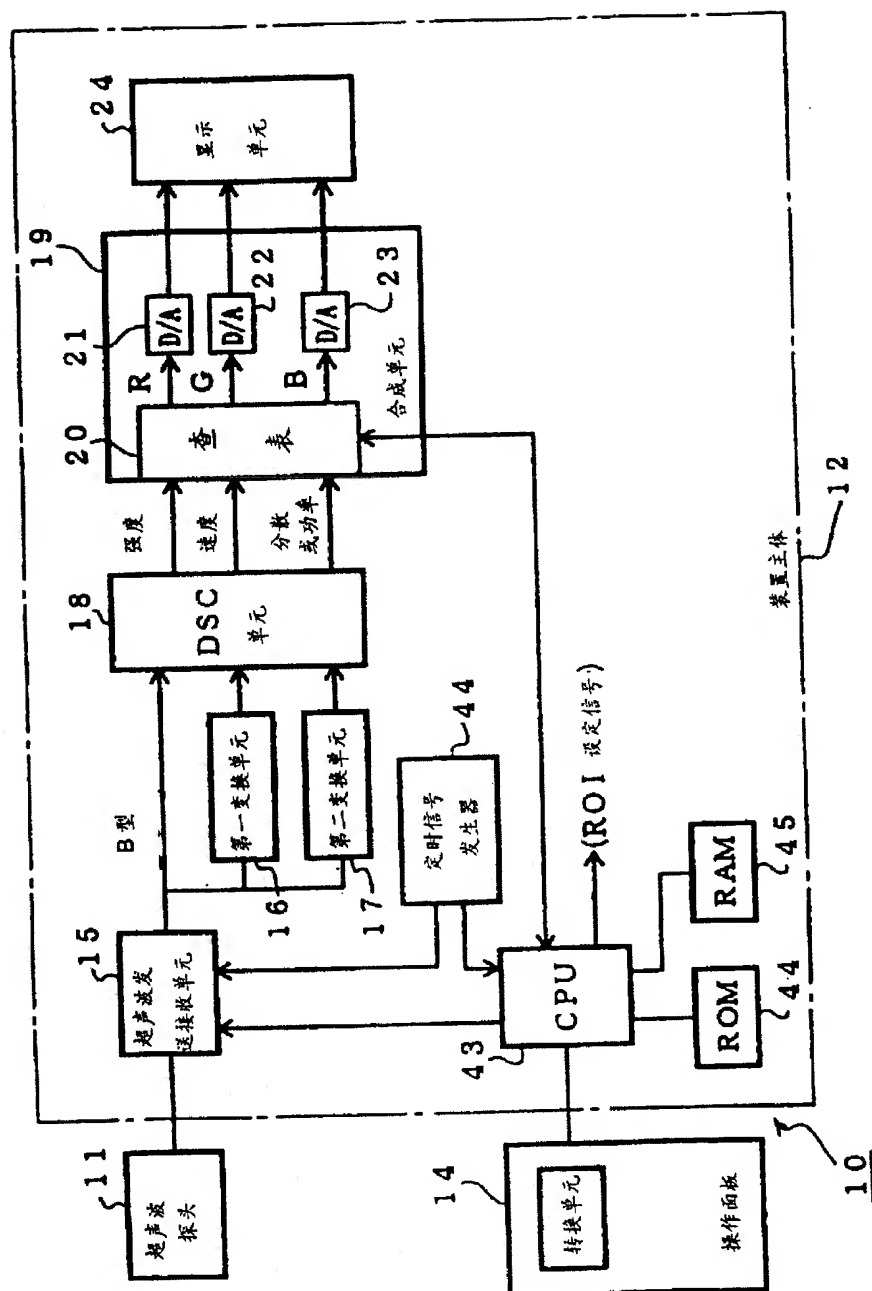 11
超声波
探头
15
超声波发
送接收单元
B型
第一变换单元
16
第二变换单元
17
18
DSC
单元
强度
速度
分散
或功率
19
20
查
表
R
G
B
21
D/A
D/A
22
D/A
23
合成单元
24
显示
单元
定时信号
发生器
44
14
转换单元
操作面板
43
CPU
(ROI 设定信号)
ROM
44
RAM
45
装置主体
12
10